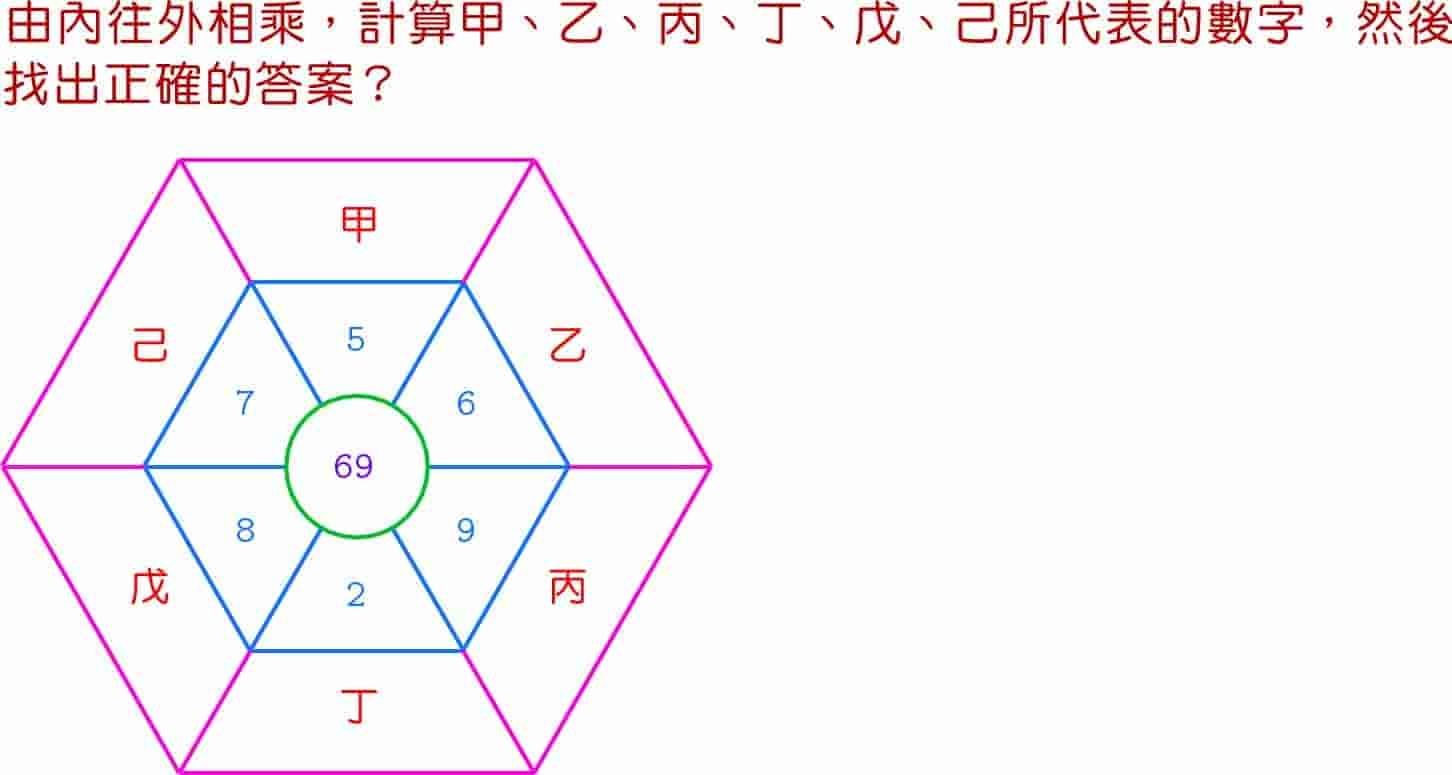 由內往外相乘，計算甲、乙、丙、丁、戊、己所代表的數字，然後
找出正確的答案？
甲
己
5
乙
7
6
69
8
9
戊
2
丙
丁